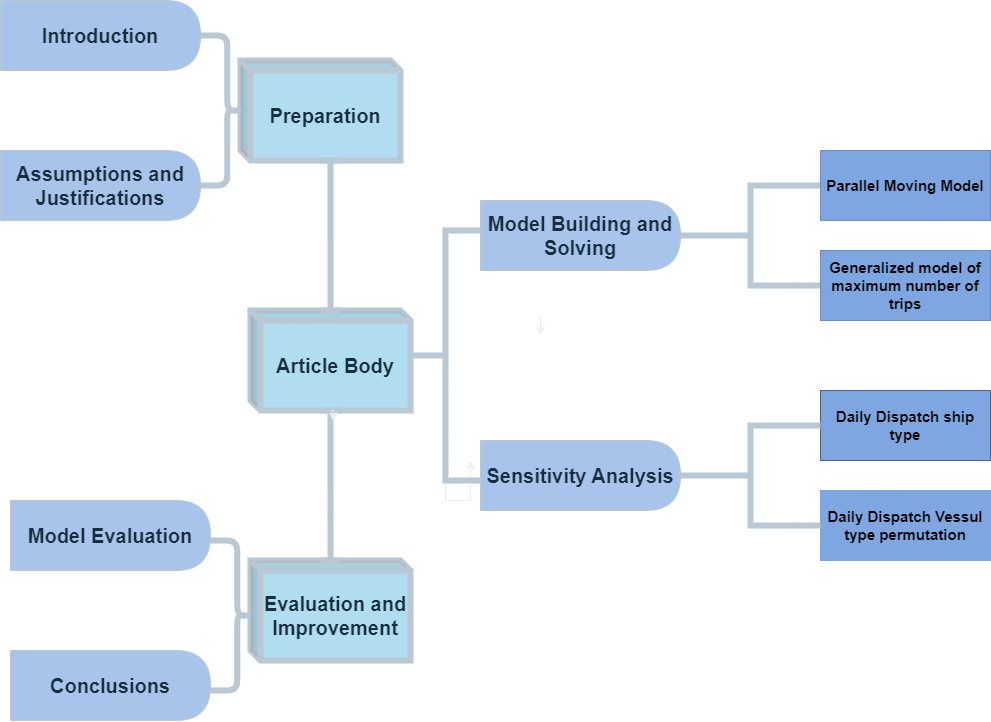 Introduction
Preparation
Assumptions and
Justifications
Parallel Moving Model
Model Building and
Solving
Generalized model of
maximum number of
trips
Article Body
Daily Dispatch ship
type
Sensitivity Analysis
Daily Dispatch Vessul
type permutation
Model Evaluation
Evaluation and
Improvement
Conclusions